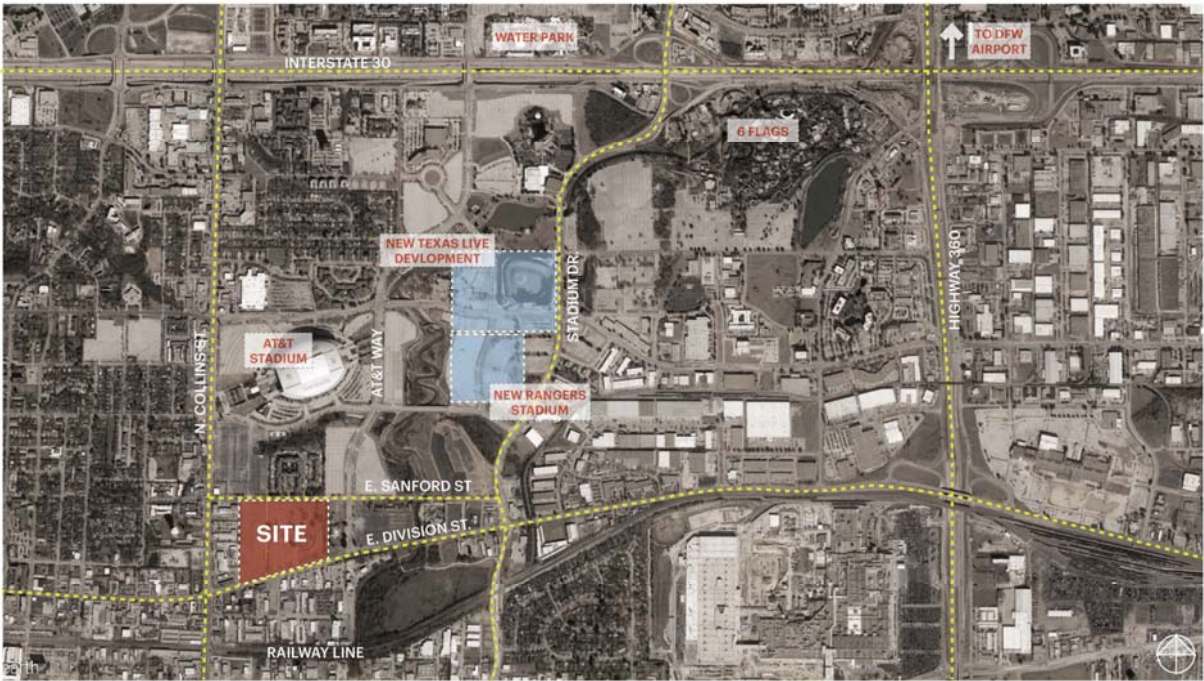 WATER PARK
TO DFW
AIRPORT
INTERSTATE 30
6 FLAGS
NEW TEXAS LIVE
DEVLOPMENT
STADIUM DR.
HIGHWAY 360
N COLLINS ST.
AT&T
STADIUM
AT&T WAY
NEW RANGERS
STADIUM
E. SANFORD ST
SITE
E. DIVISION ST.
RAILWAY LINE